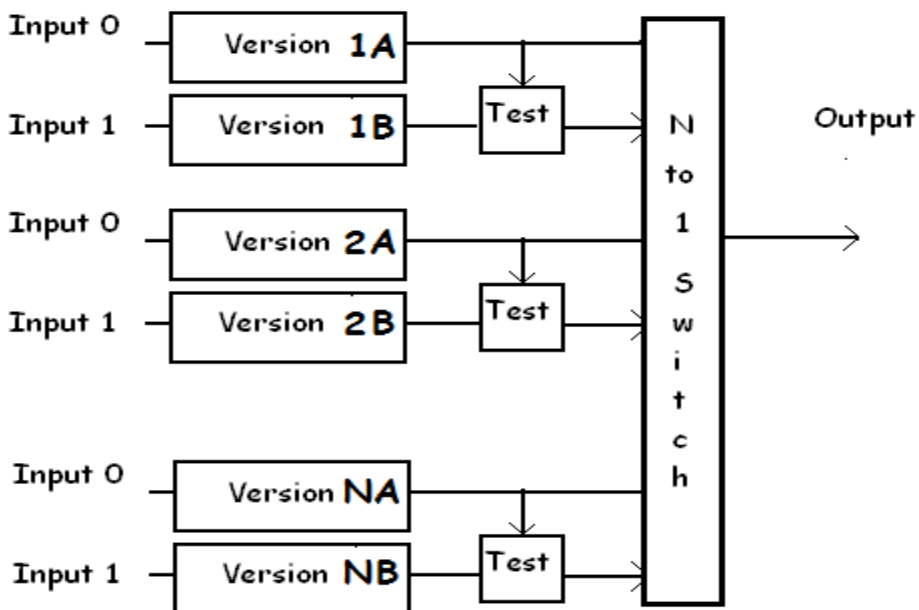 Input 0
Version 1A
Input 1
Version 1B
Test
Input 0
Version 2A
Input 1
Version 2B
Test
Input 0
Version NA
Input 1
Version NB
Test
N
to
1
S
w
i
t
c
h
Output